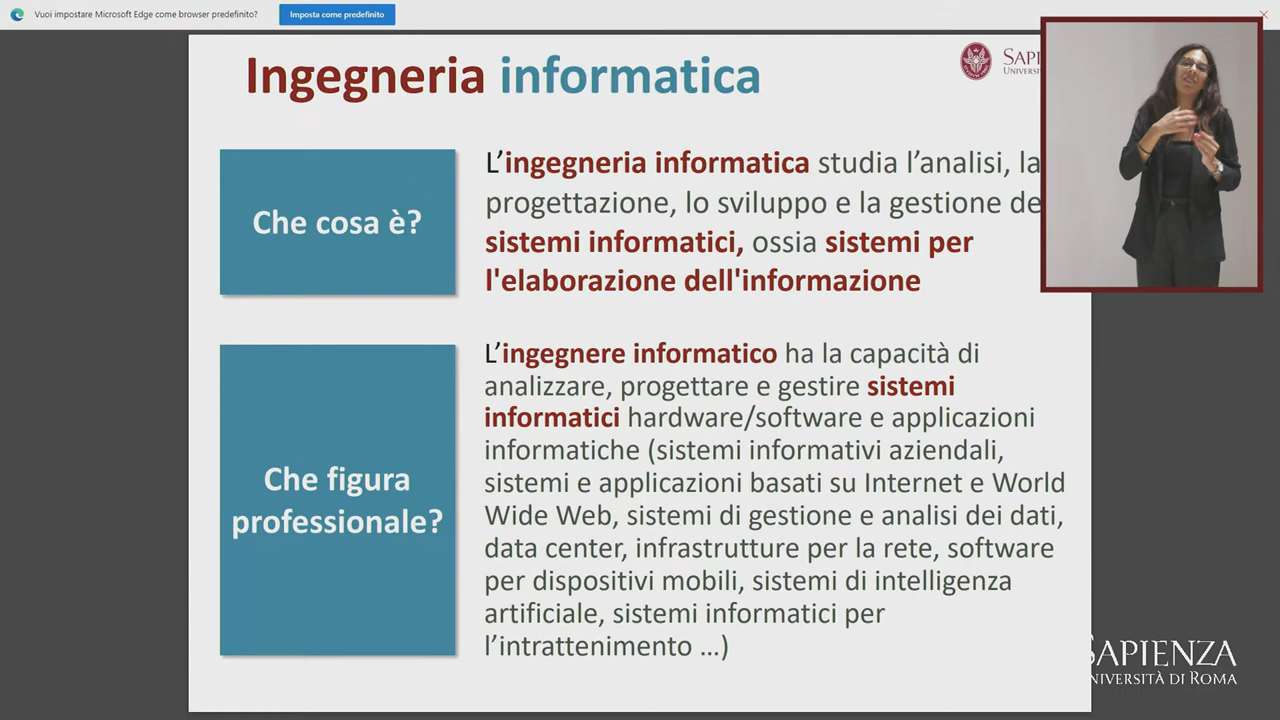 Vuoi impostare Microsoft Edge come browser predefinito?
Imposta come predefinito
Ingegneria informatica
Che cosa è?
L’ingegneria informatica studia l’analisi, la
progettazione, lo sviluppo e la gestione de
sistemi informatici, ossia sistemi per
l'elaborazione dell'informazione
Che figura
professionale?
L’ingegnere informatico ha la capacità di
analizzare, progettare e gestire sistemi
informatici hardware/software e applicazioni
informatiche (sistemi informativi aziendali,
sistemi e applicazioni basati su Internet e World
Wide Web, sistemi di gestione e analisi dei dati,
data center, infrastrutture per la rete, software
per dispositivi mobili, sistemi di intelligenza
artificiale, sistemi informatici per
l’intrattenimento …)
SAPIENZA
UNIVERSITÀ DI ROMA